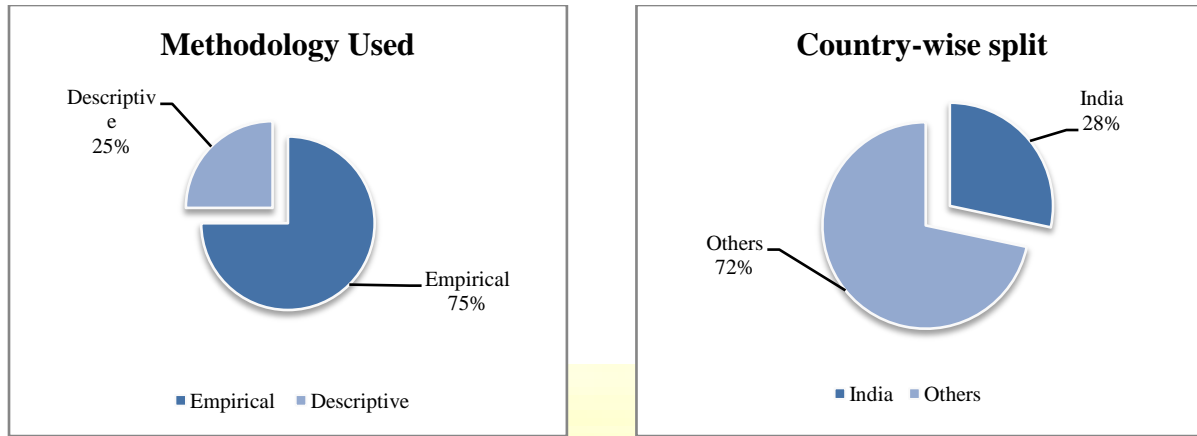 Methodology Used
Descriptiv
e
25%
Empirical
75%
Empirical Descriptive
Country-wise split
India
28%
Others
72%
India Others